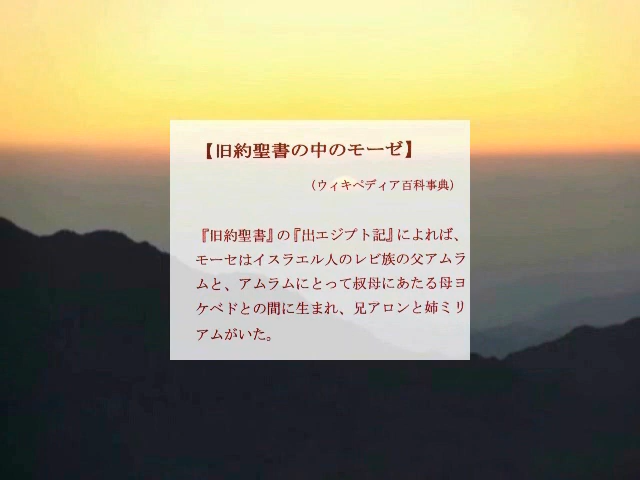 【旧約聖書の中のモーゼ】
（ウィキペディア百科事典）
『旧約聖書』の『出エジプト記』によれば、
モーセはイスラエル人のレビ族の父アムラ
ムと、アムラムにとって叔母にあたる母ヨ
ケベドとの間に生まれ、兄アロンと姉ミリ
アムがいた。